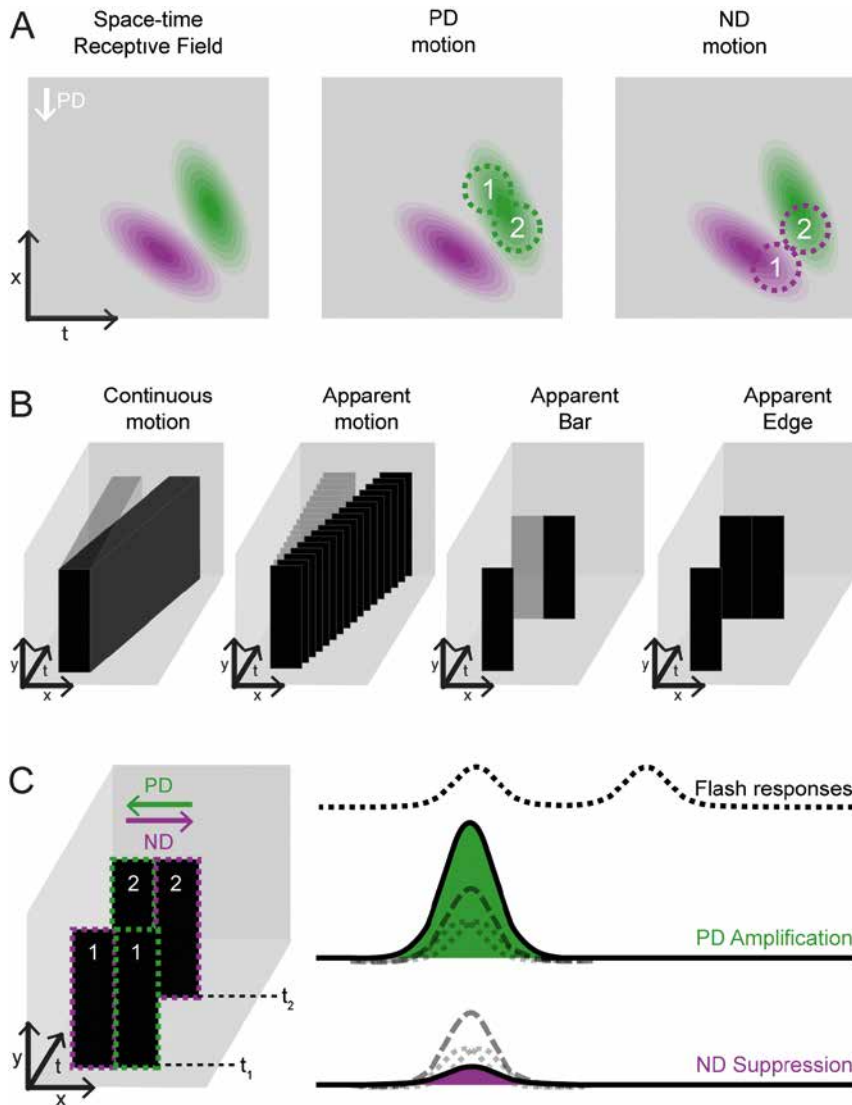 A
Space-time
Receptive Field
PD
motion
ND
motion
PD
x
t
1
2
2
1
B
Continuous
motion
Apparent
motion
Apparent
Bar
Apparent
Edge
y
t
x
y
t
x
y
t
x
y
t
x
C
PD
ND
2
2
1
1
t2
t1
y
t
x
Flash responses
PD Amplification
ND Suppression